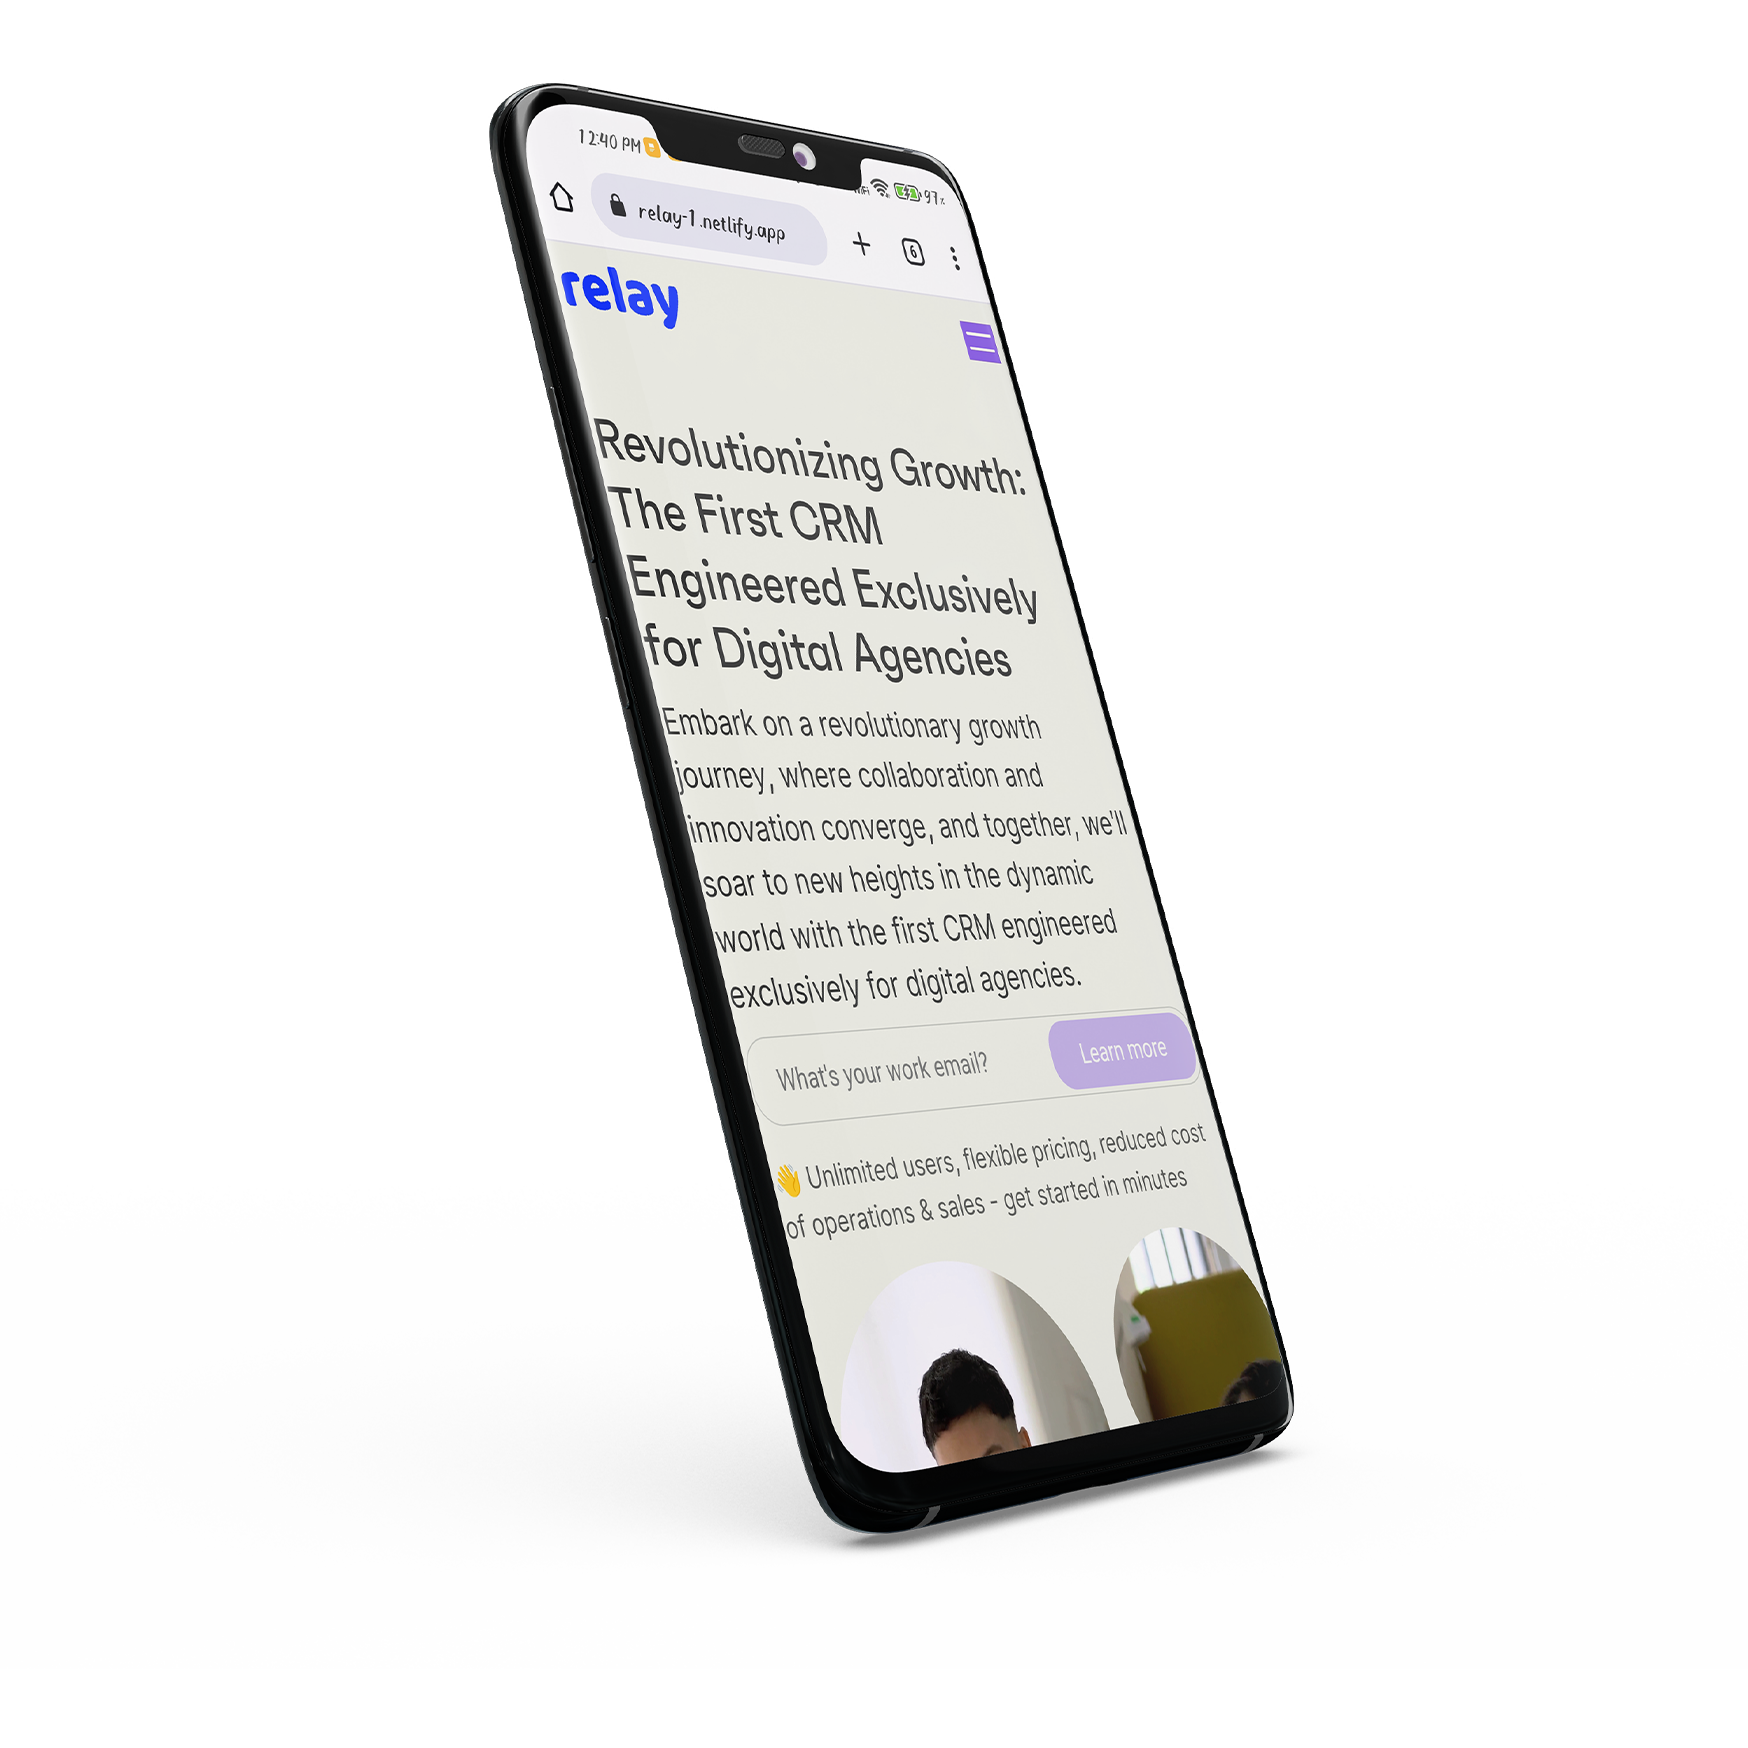 12:40 PM
WiFi 97%
relay-1.netlify.app
6
relay
Revolutionizing Growth:
The First CRM
Engineered Exclusively
for Digital Agencies
Embark on a revolutionary growth
journey, where collaboration and
innovation converge, and together, we'll
soar to new heights in the dynamic
world with the first CRM engineered
exclusively for digital agencies.
What's your work email?
Learn more
👋 Unlimited users, flexible pricing, reduced cost
of operations & sales - get started in minutes